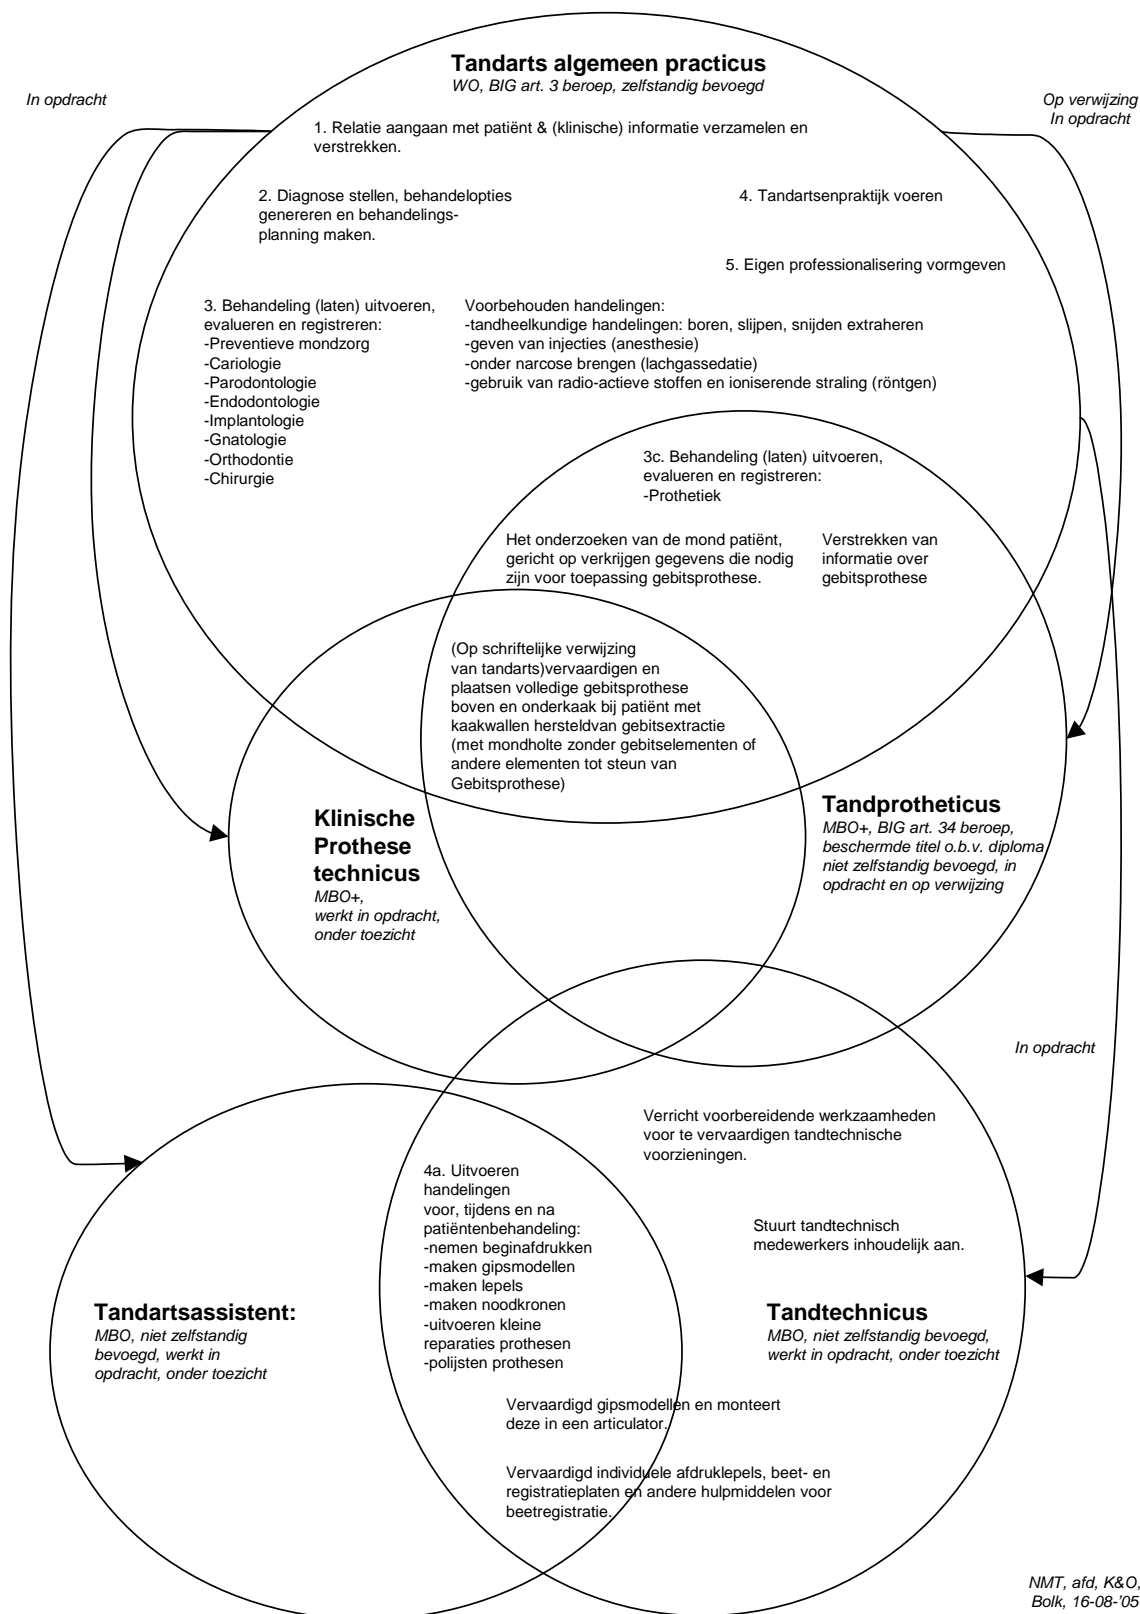 Tandarts algemeen practicus
WO, BIG art. 3 beroep, zelfstandig bevoegd
In opdracht
Op verwijzing
In opdracht
1. Relatie aangaan met patiënt & (klinische) informatie verzamelen en
verstrekken.
2. Diagnose stellen, behandelopties
genereren en behandelings-
planning maken.
4. Tandartsenpraktijk voeren
5. Eigen professionalisering vormgeven
3. Behandeling (laten) uitvoeren,
evalueren en registreren:
-Preventieve mondzorg
-Cariologie
-Parodontologie
-Endodontologie
-Implantologie
-Gnatologie
-Orthodontie
-Chirurgie
Voorbehouden handelingen:
-tandheelkundige handelingen: boren, slijpen, snijden extraheren
-geven van injecties (anesthesie)
-onder narcose brengen (lachgassedatie)
-gebruik van radio-actieve stoffen en ioniserende straling (röntgen)
3c. Behandeling (laten) uitvoeren,
evalueren en registreren:
-Prothetiek
Het onderzoeken van de mond patiënt,
gericht op verkrijgen gegevens die nodig
zijn voor toepassing gebitsprothese.
Verstrekken van
informatie over
gebitsprothese
(Op schriftelijke verwijzing
van tandarts)vervaardigen en
plaatsen volledige gebitsprothese
boven en onderkaak bij patiënt met
kaakwallen hersteldvan gebitsextractie
(met mondholte zonder gebitselementen of
andere elementen tot steun van
Gebitsprothese)
Klinische
Prothese
technicus
MBO+,
werkt in opdracht,
onder toezicht
Tandprotheticus
MBO+, BIG art. 34 beroep,
beschermde titel o.b.v. diploma
niet zelfstandig bevoegd, in
opdracht en op verwijzing
In opdracht
Verricht voorbereidende werkzaamheden
voor te vervaardigen tandtechnische
voorzieningen.
4a. Uitvoeren
handelingen
voor, tijdens en na
patiëntenbehandeling:
-nemen beginafdrukken
-maken gipsmodellen
-maken lepels
-maken noodkronen
-uitvoeren kleine
reparaties prothesen
-polijsten prothesen
Stuurt tandtechnisch
medewerkers inhoudelijk aan.
Tandartsassistent:
MBO, niet zelfstandig
bevoegd, werkt in
opdracht, onder toezicht
Tandtechnicus
MBO, niet zelfstandig bevoegd,
werkt in opdracht, onder toezicht
Vervaardigd gipsmodellen en monteert
deze in een articulator.
Vervaardigd individuele afdruklepels, beet- en
registratieplaten en andere hulpmiddelen voor
beetregistratie.
NMT, afd, K&O,
Bolk, 16-08-'05